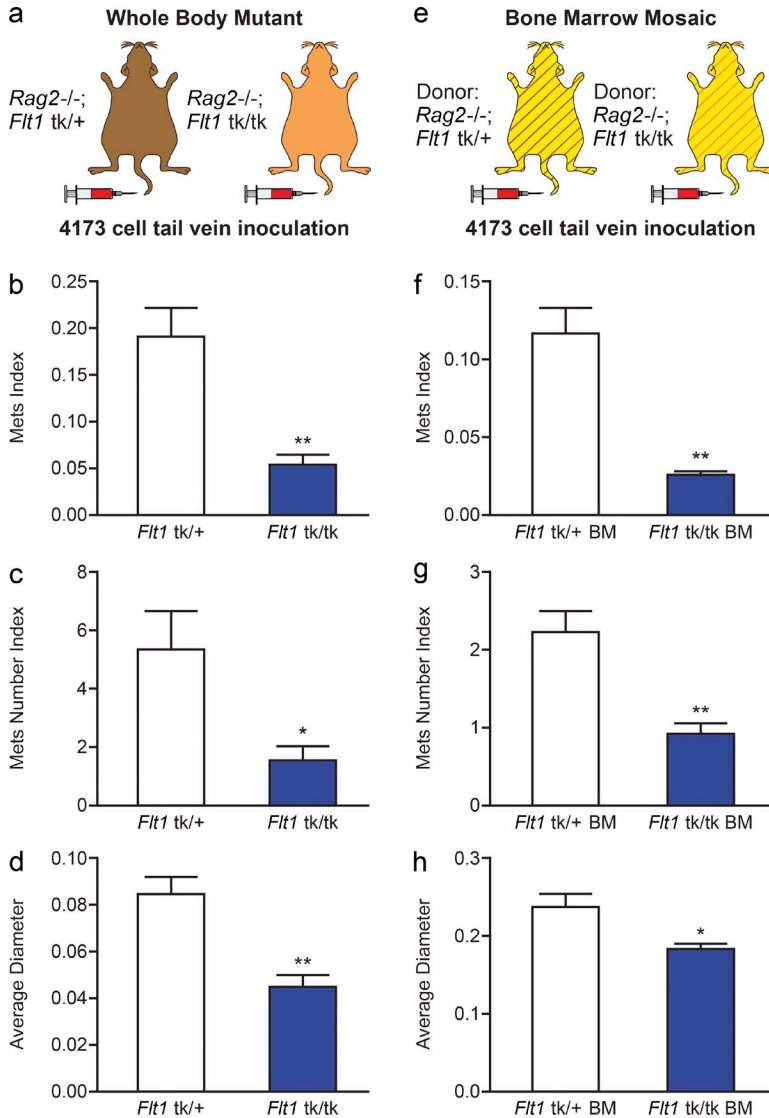 a
Whole Body Mutant
Rag2-/-;
Flt1 tk/+
Rag2-/-;
Flt1 tk/tk
4173 cell tail vein inoculation
b
Mets Index
0.25
0.20
0.15
0.10
0.05
0.00
**
Flt1 tk/+
Flt1 tk/tk
c
Mets Number Index
8
6
4
2
0
*
Flt1 tk/+
Flt1 tk/tk
d
Average Diameter
0.10
0.08
0.06
0.04
0.02
0.00
**
Flt1 tk/+
Flt1 tk/tk
e
Bone Marrow Mosaic
Donor:
Rag2-/-;
Flt1 tk/+
Donor:
Rag2-/-;
Flt1 tk/tk
4173 cell tail vein inoculation
f
Mets Index
0.15
0.10
0.05
0.00
**
Flt1 tk/+ BM
Flt1 tk/tk BM
g
Mets Number Index
3
2
1
0
**
Flt1 tk/+ BM
Flt1 tk/tk BM
h
Average Diameter
0.3
0.2
0.1
0.0
*
Flt1 tk/+ BM
Flt1 tk/tk BM